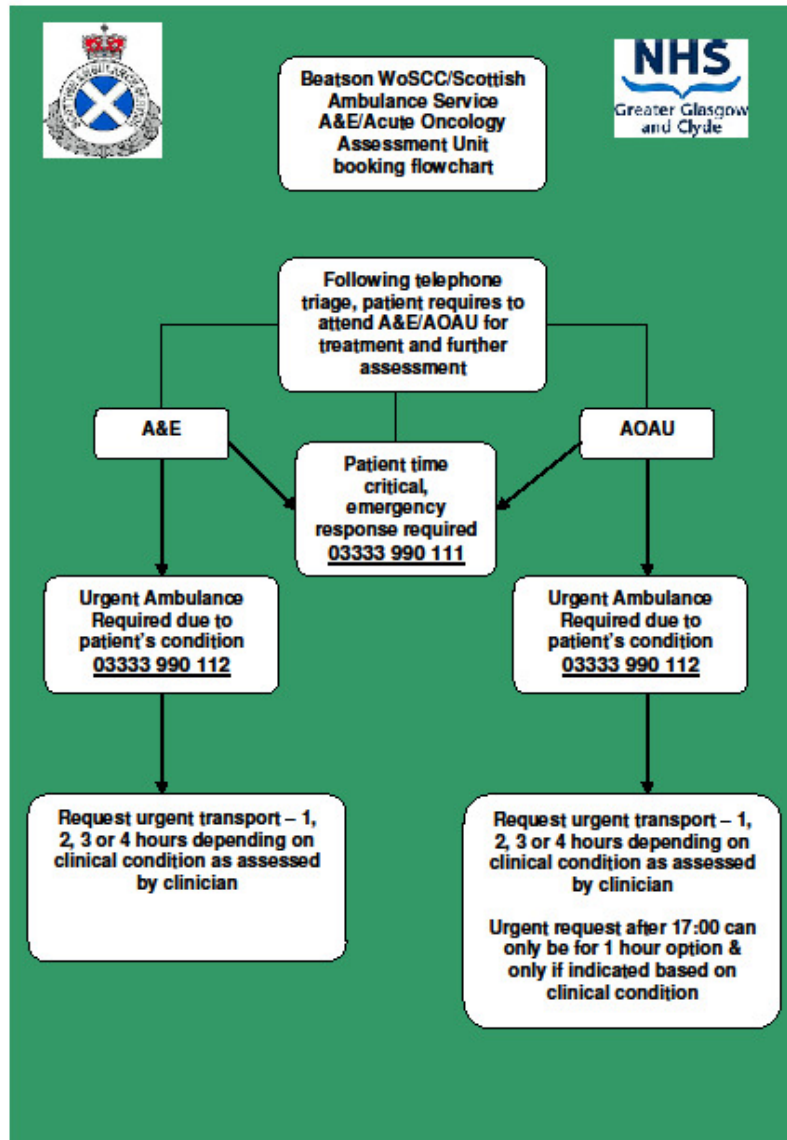 Beatson WoSCC/Scottish
Ambulance Service
A&E/Acute Oncology
Assessment Unit
booking flowchart
NHS
Greater Glasgow
and Clyde
Following telephone
triage, patient requires to
attend A&E/AOAU for
treatment and further
assessment
A&E
AOAU
Patient time
critical,
emergency
response required
03333 990 111
Urgent Ambulance
Required due to
patient's condition
03333 990 112
Urgent Ambulance
Required due to
patient's condition
03333 990 112
Request urgent transport – 1,
2, 3 or 4 hours depending on
clinical condition as assessed
by clinician
Request urgent transport – 1,
2, 3 or 4 hours depending on
clinical condition as assessed
by clinician
Urgent request after 17:00 can
only be for 1 hour option &
only if indicated based on
clinical condition